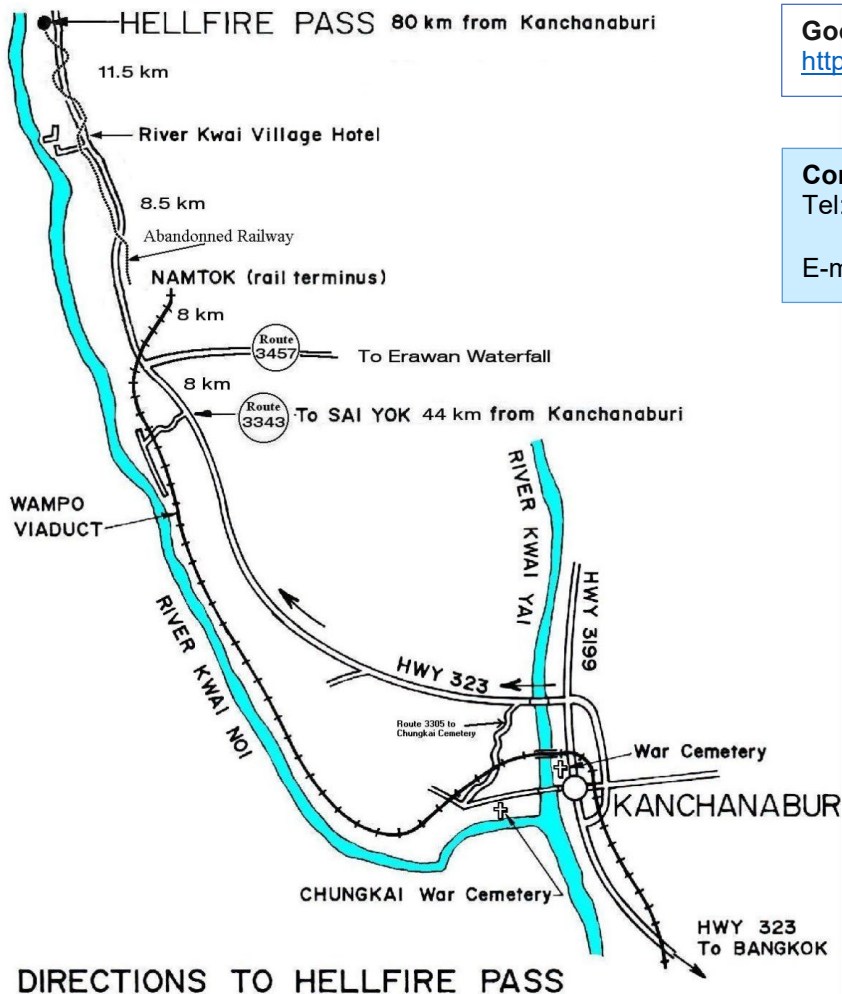 HELLFIRE PASS 80 km from Kanchanaburi
11.5 km
River Kwai Village Hotel
8.5 km
Abandonned Railway
NAMTOK (rail terminus)
8 km
Route
3457
To Erawan Waterfall
8 km
Route
3343
To SAI YOK 44 km from Kanchanaburi
WAMPO
VIADUCT
RIVER KWAI NOI
RIVER KWAI YAI
HWY 3199
HWY 323
Route 3305 to
Chungkai Cemetery
War Cemetery
KANCHANABUR
CHUNGKAI War Cemetery
HWY 323
To BANGKOK
DIRECTIONS TO HELLFIRE PASS
Tel: